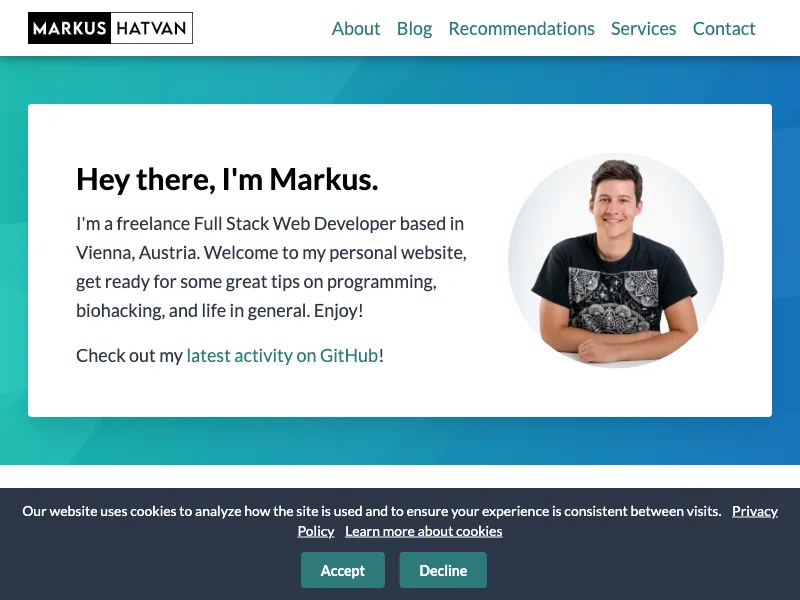 MARKUS HATVAN
About Blog Recommendations Services Contact
Hey there, I'm Markus.
I'm a freelance Full Stack Web Developer based in
Vienna, Austria. Welcome to my personal website,
get ready for some great tips on programming,
biohacking, and life in general. Enjoy!
Check out my latest activity on GitHub!
Our website uses cookies to analyze how the site is used and to ensure your experience is consistent between visits. Privacy
Policy Learn more about cookies
Accept Decline